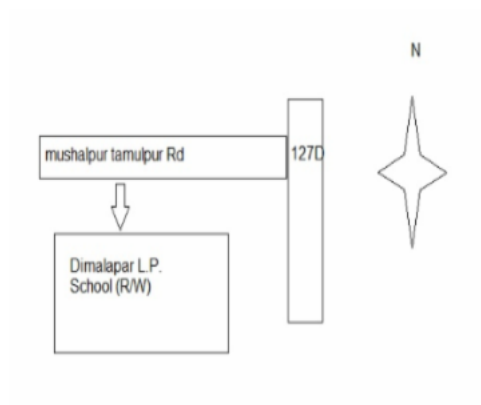 N
mushalpur tamulpur Rd
127D
Dimalapar L.P.
School (R/W)